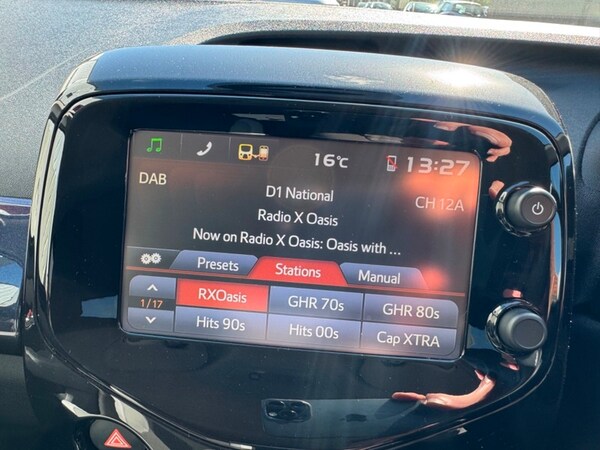 16°C 13:27
DAB
D1 National
CH 12A
Radio X Oasis
Now on Radio X Oasis: Oasis with ...
Presets Stations Manual
1/17
RXOasis GHR 70s GHR 80s
Hits 90s Hits 00s Cap XTRA